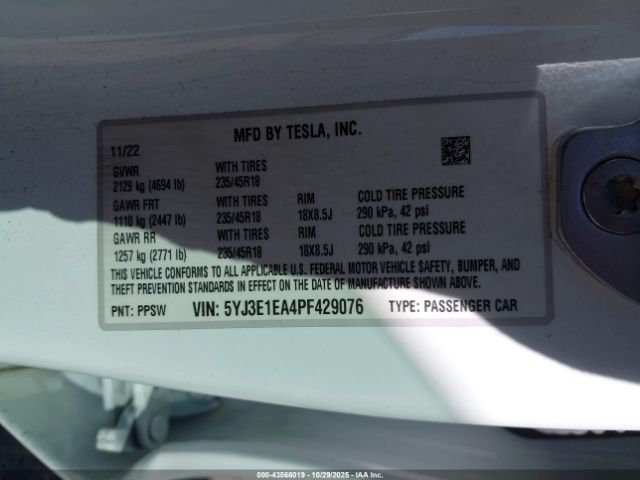 MFD BY TESLA, INC.
11/22
GVWR WITH TIRES
2129 kg (4694 lb) 235/45R18
GAWR FRT WITH TIRES RIM COLD TIRE PRESSURE
1110 kg (2447 lb) 235/45R18 18X8.5J 290 kPa, 42 psi
GAWR RR WITH TIRES RIM COLD TIRE PRESSURE
1257 kg (2771 lb) 235/45R18 18X8.5J 290 kPa, 42 psi
THIS VEHICLE CONFORMS TO ALL APPLICABLE U.S. FEDERAL MOTOR VEHICLE SAFETY, BUMPER, AND
THEFT PREVENTION STANDARDS IN EFFECT ON THE DATE OF MANUFACTURE SHOWN ABOVE.
PNT: PPSW VIN: 5YJ3E1EA4PF429076 TYPE: PASSENGER CAR
000-43566019 - 10/29/2025 - IAAI.COM